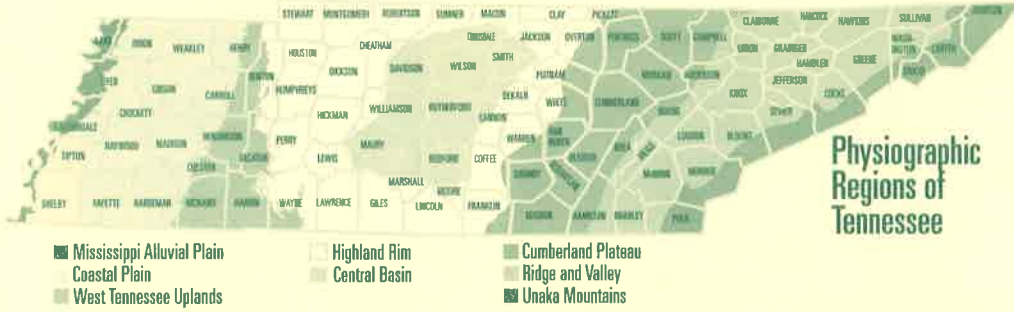 STEWART MONTGOMERY ROBERTSON SUMNER MACON CLAY PICKETT
LAKE OBION WEAKLEY HENRY HOUSTON CHEATHAM TROUSDALE JACKSON OVERTON FENTRESS SCOTT CAMPBELL CLAIBORNE HANCOCK HAWKINS SULLIVAN JOHNSON
DYER GIBSON CARROLL BENTON HUMPHREYS DICKSON DAVIDSON WILSON SMITH PUTNAM MORGAN ANDERSON UNION GRAINGER HAMBLEN GREENE WASH-
INGTON CARTER
UNICOI
CROCKETT HICKMAN WILLIAMSON RUTHERFORD DEKALB CANNON WHITE CUMBERLAND ROANE KNOX JEFFERSON COCKE
LAUDERDALE HAYWOOD MADISON HENDERSON DECATUR PERRY LEWIS MAURY BEDFORD COFFEE WARREN VAN
BUREN BLEDSOE RHEA MEIGS LOUDON BLOUNT SEVIER
TIPTON CHESTER MARSHALL MOORE GRUNDY SEQUATCHIE McMINN MONROE
SHELBY FAYETTE HARDEMAN McNAIRY HARDIN WAYNE LAWRENCE GILES LINCOLN FRANKLIN MARION HAMILTON BRADLEY POLK
Physiographic
Regions of
Tennessee
Mississippi Alluvial Plain
Coastal Plain
West Tennessee Uplands
Highland Rim
Central Basin
Cumberland Plateau
Ridge and Valley
Unaka Mountains